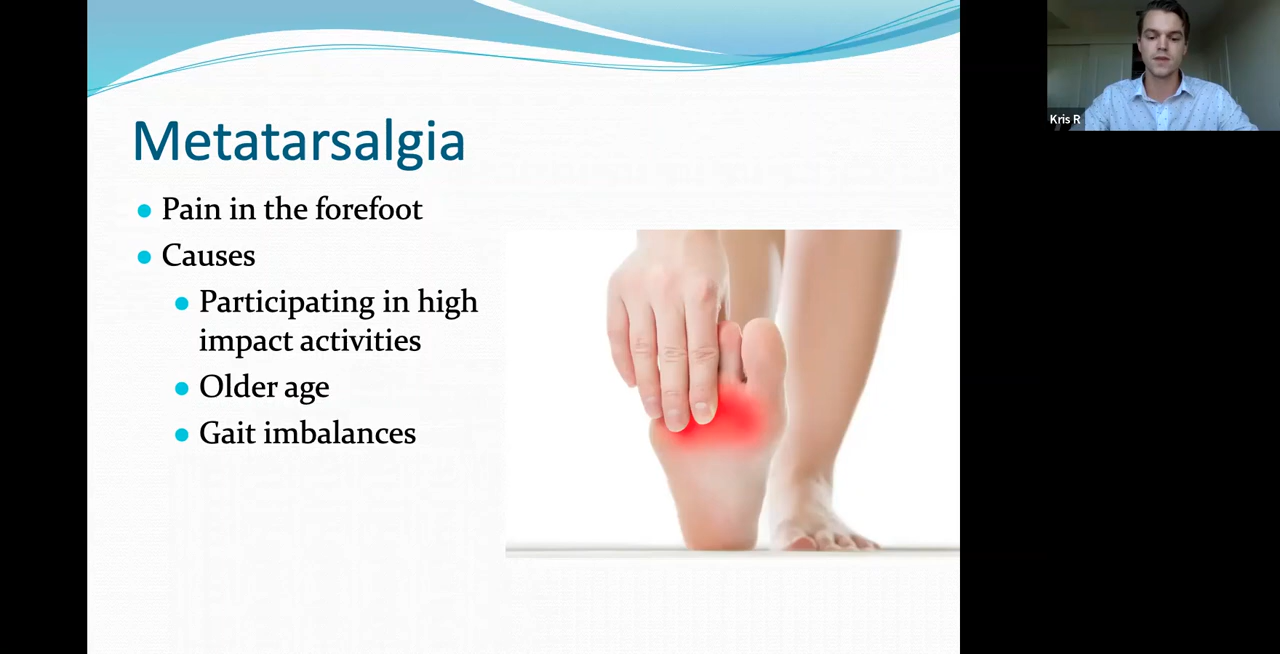 Metatarsalgia
Pain in the forefoot
Causes
Participating in high
impact activities
Older age
Gait imbalances
Kris R